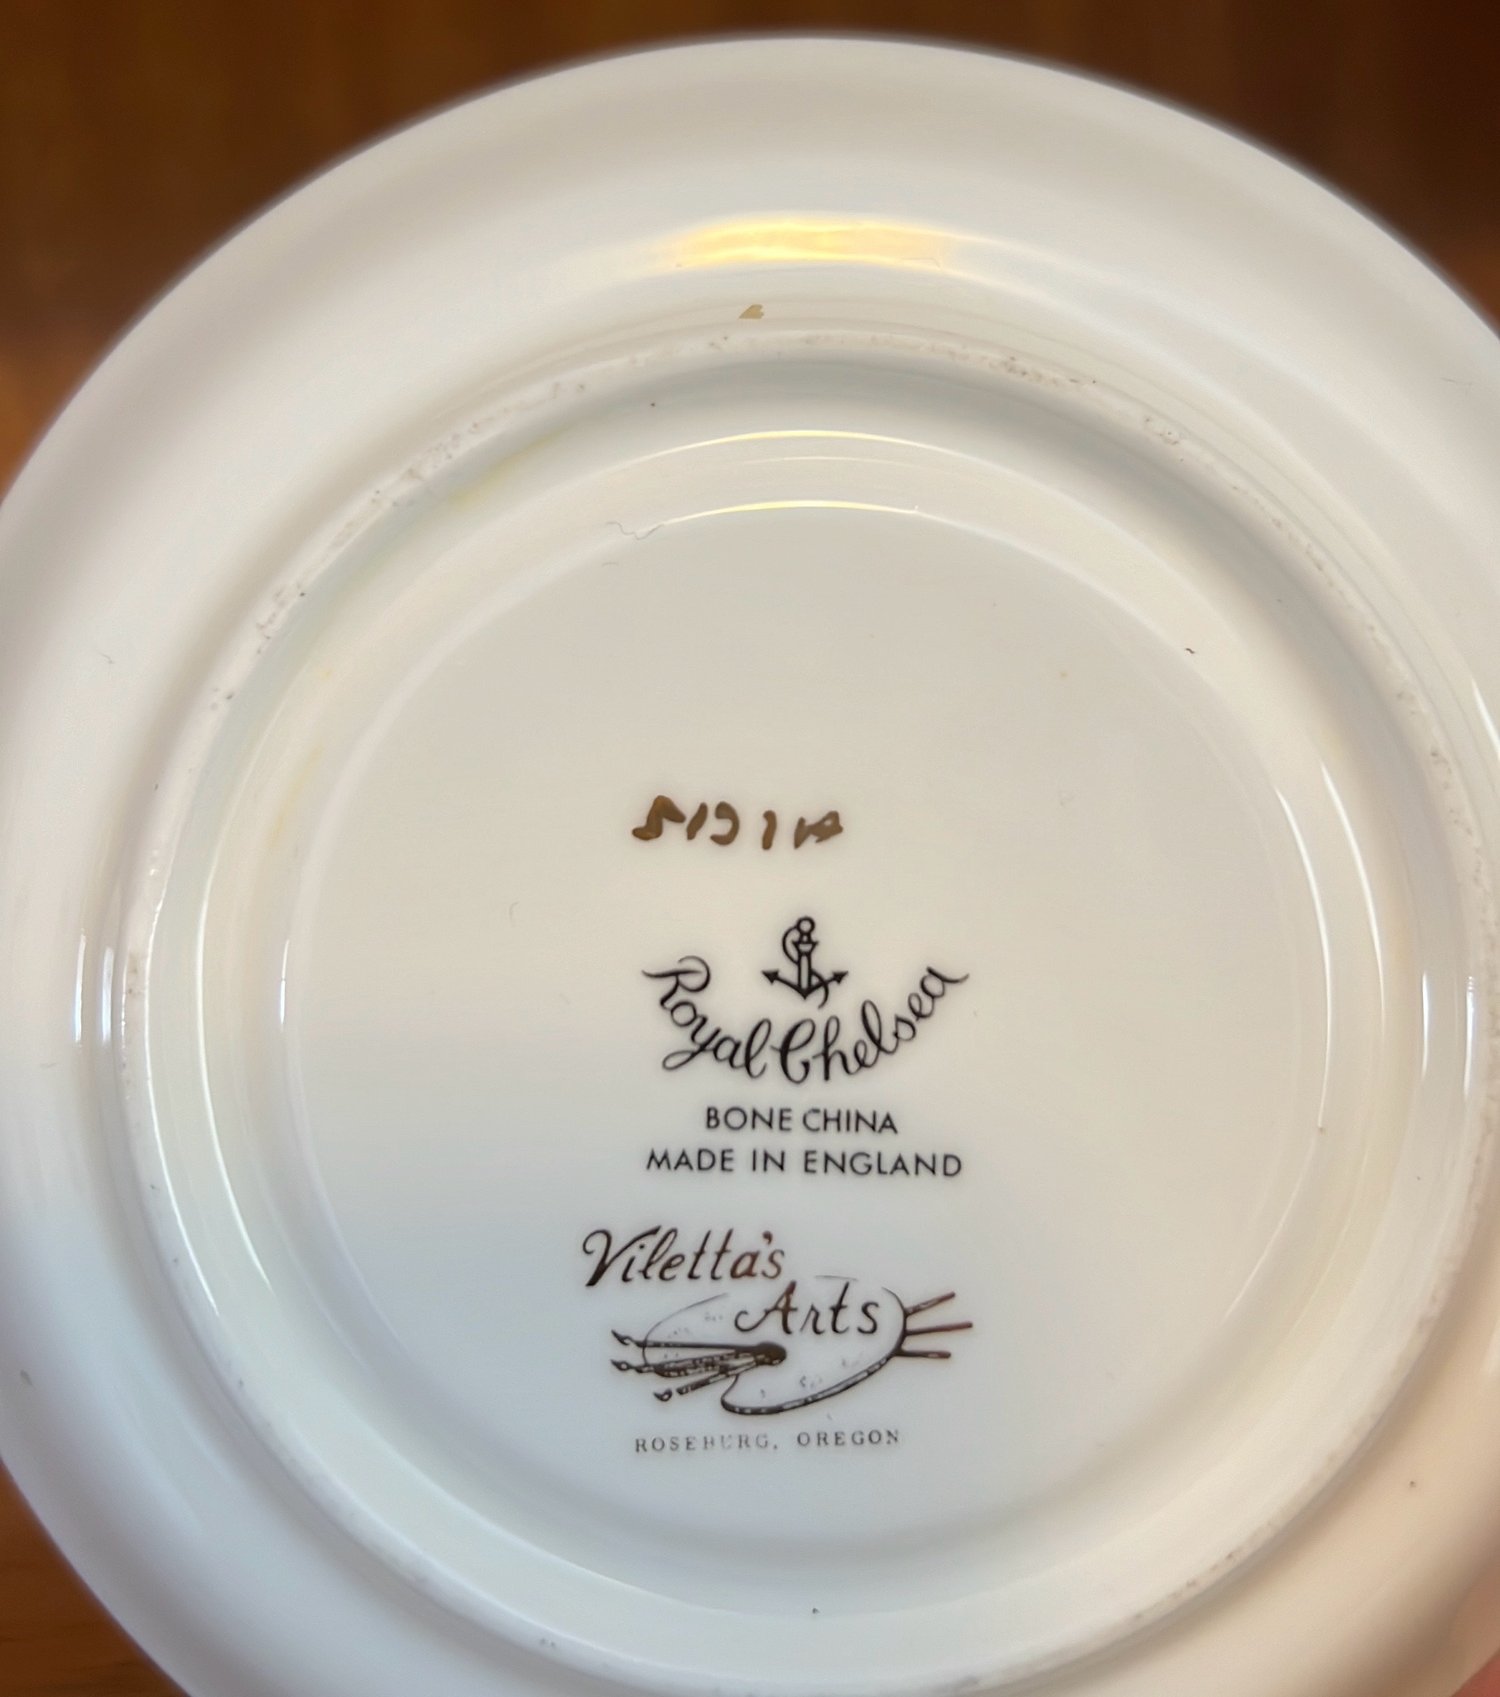 Royal Chelsea
BONE CHINA
MADE IN ENGLAND
Viletta's
Arts
ROSEBURG, OREGON